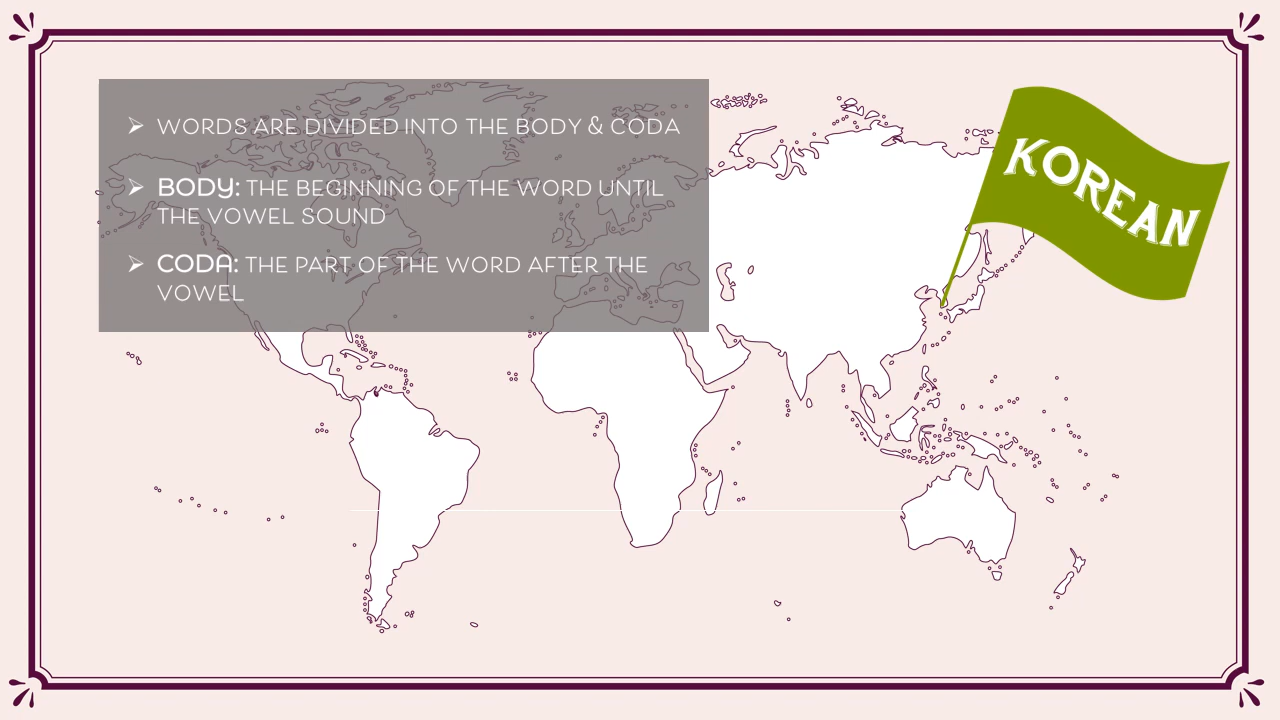 WORDS ARE DIVIDED INTO THE BODY & CODA
BODY: THE BEGINNING OF THE WORD UNTIL
THE VOWEL SOUND
CODA: THE PART OF THE WORD AFTER THE
VOWEL
KOREAN